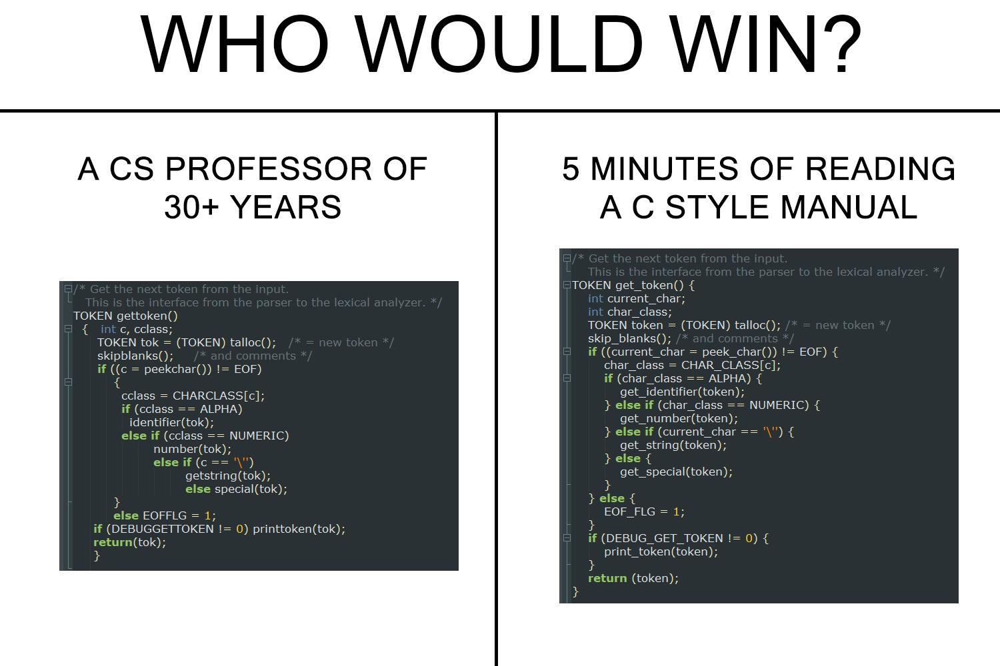 WHO WOULD WIN?
A CS PROFESSOR OF
30+ YEARS
/* Get the next token from the input.
This is the interface from the parser to the lexical analyzer. */
TOKEN gettoken()
{ int c, cclass;
TOKEN tok = (TOKEN) talloc(); /* = new token */
skipblanks(); /* and comments */
if ((c = peekchar()) != EOF)
{
cclass = CHARCLASS[c];
if (cclass == ALPHA)
identifier(tok);
else if (cclass == NUMERIC)
number(tok);
else if (c == '\'')
getstring(tok);
else special(tok);
}
else EOFFLG = 1;
if (DEBUGGETTOKEN != 0) printtoken(tok);
return(tok);
}
5 MINUTES OF READING
A C STYLE MANUAL
/* Get the next token from the input.
This is the interface from the parser to the lexical analyzer. */
TOKEN get_token() {
int current_char;
int char_class;
TOKEN token = (TOKEN) talloc(); /* = new token */
skip_blanks(); /* and comments */
if ((current_char = peek_char()) != EOF) {
char_class = CHAR_CLASS[c];
if (char_class == ALPHA) {
get_identifier(token);
} else if (char_class == NUMERIC) {
get_number(token);
} else if (current_char == '\'') {
get_string(token);
} else {
get_special(token);
}
} else {
EOF_FLG = 1;
}
if (DEBUG_GET_TOKEN != 0) {
print_token(token);
}
return (token);
}